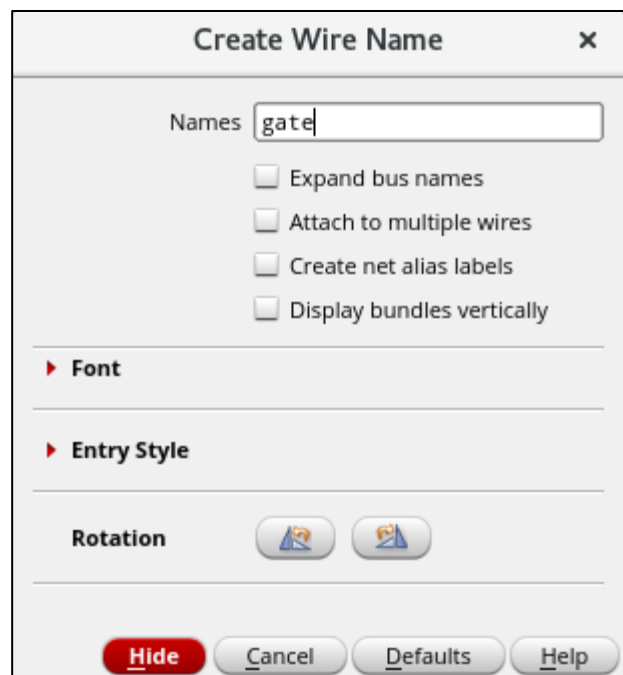 Create Wire Name
Names gate
Expand bus names
Attach to multiple wires
Create net alias labels
Display bundles vertically
Font
Entry Style
Rotation
Hide Cancel Defaults Help